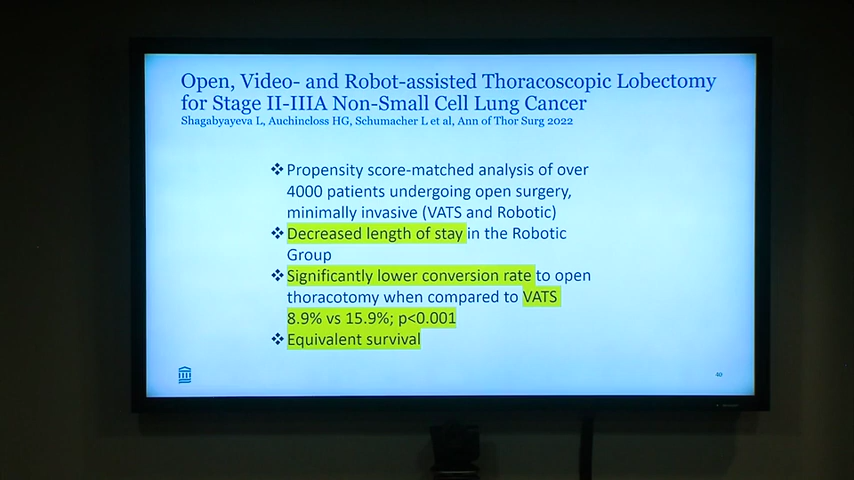 Open, Video- and Robot-assisted Thoracoscopic Lobectomy
for Stage II-IIIA Non-Small Cell Lung Cancer
Shagabyayeva L, Auchincloss HG, Schumacher L et al, Ann of Thor Surg 2022
❖Propensity score-matched analysis of over
4000 patients undergoing open surgery,
minimally invasive (VATS and Robotic)
❖Decreased length of stay in the Robotic
Group
❖Significantly lower conversion rate to open
thoracotomy when compared to VATS
8.9% vs 15.9%; p<0.001
❖Equivalent survival
40